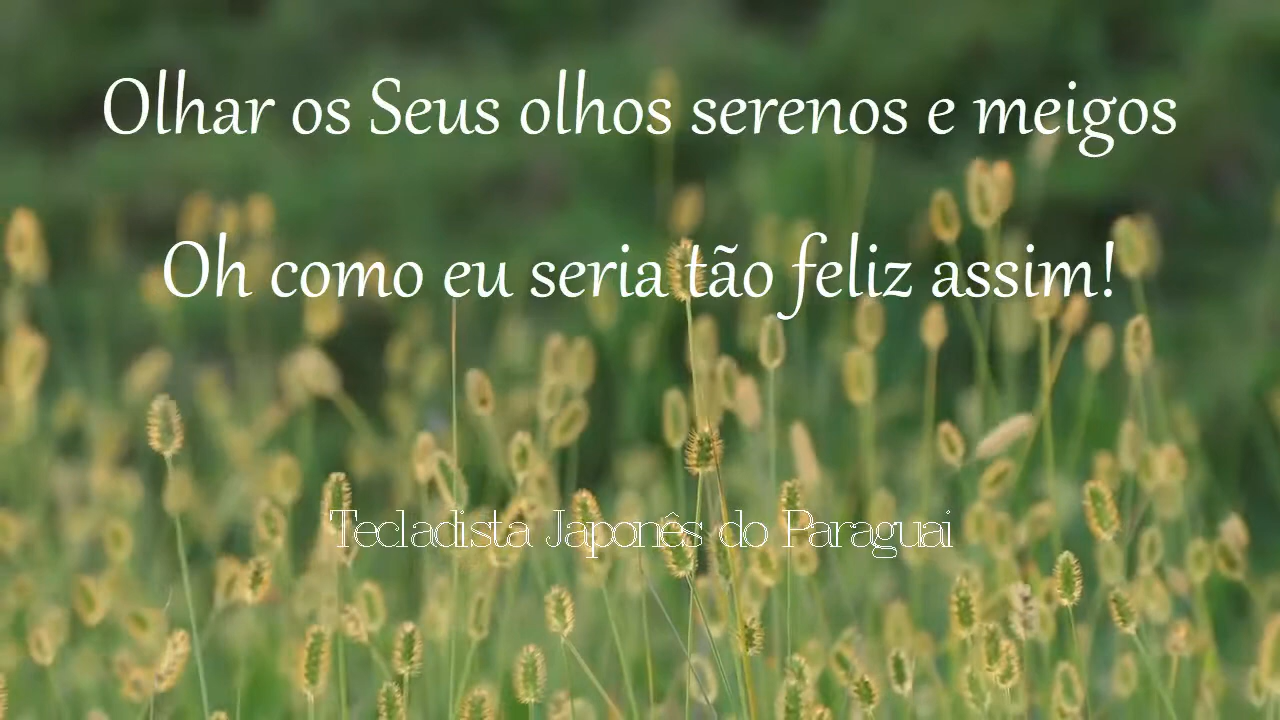 Olhar os Seus olhos serenos e meigos
Oh como eu seria tão feliz assim!
Tecladista Japonês do Paraguai